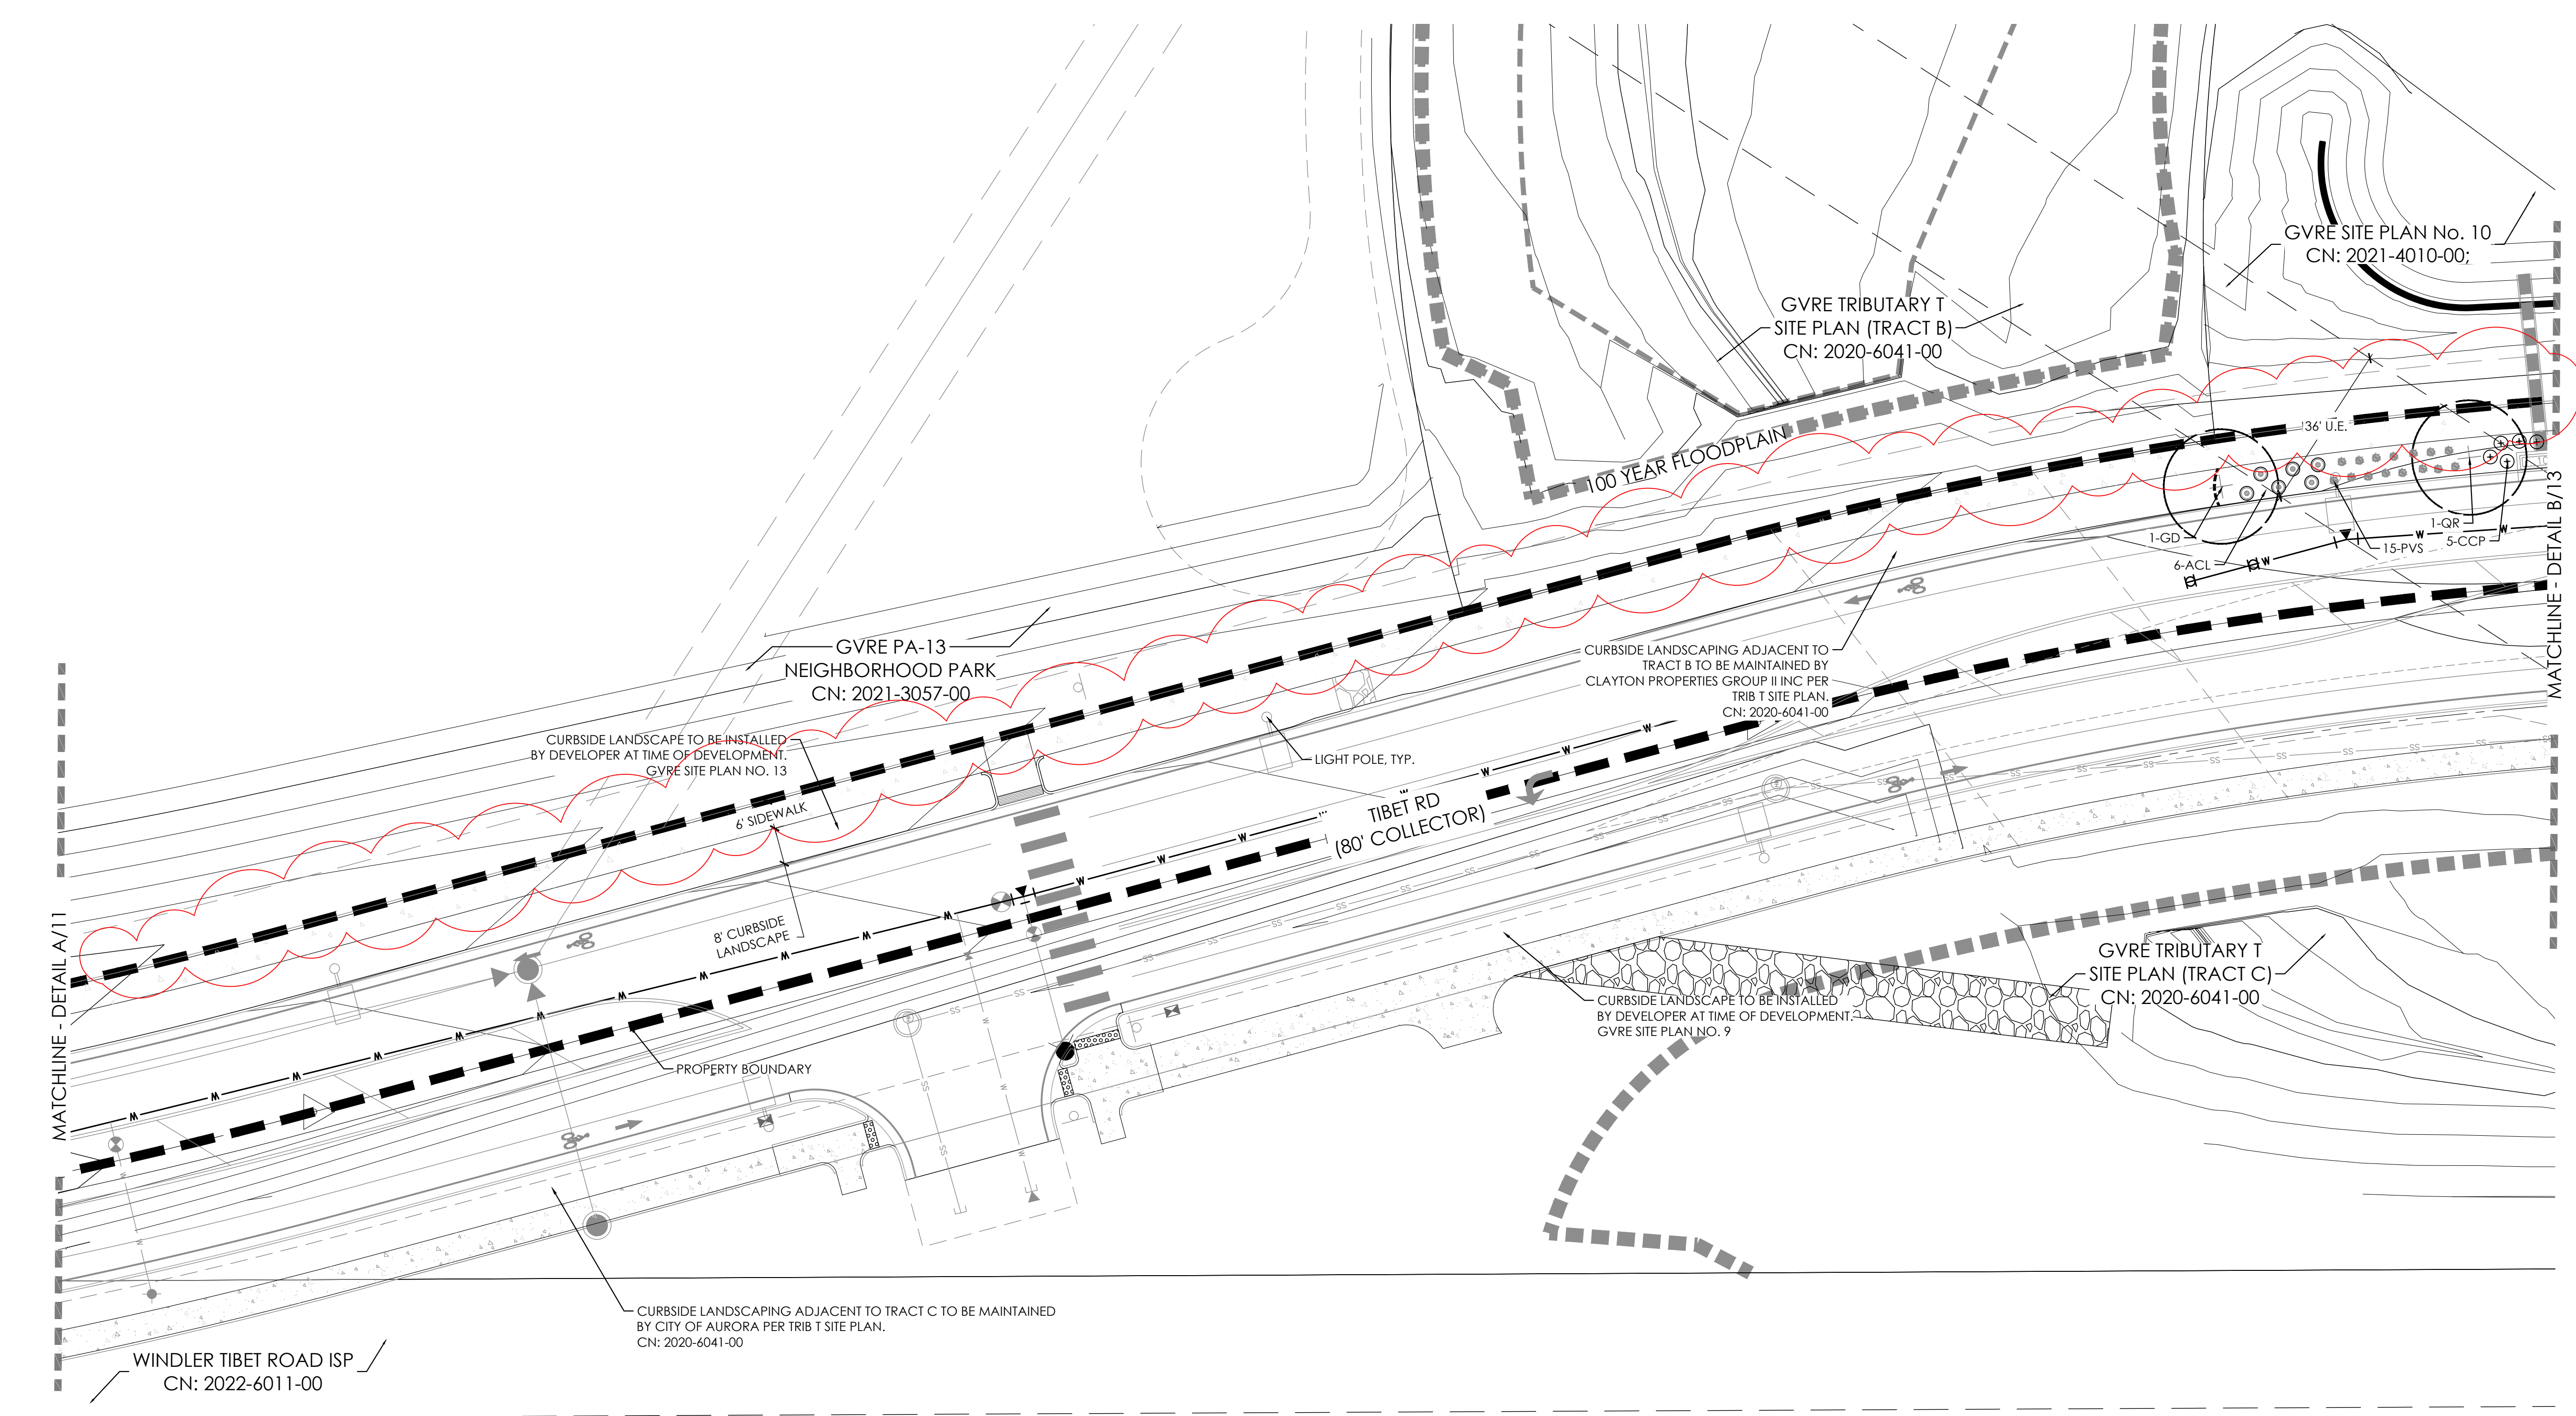 GVRE SITE PLAN No. 10
CN: 2021-4010-00;
GVRE TRIBUTARY T
SITE PLAN (TRACT B)
CN: 2020-6041-00
100 YEAR FLOODPLAIN
36' U.E.
1-GD
6-ACL
15-PVS
1-QR
5-CCP
MATCHLINE - DETAIL B/13
GVRE PA-13
NEIGHBORHOOD PARK
CN: 2021-3057-00
CURBSIDE LANDSCAPING ADJACENT TO
TRACT B TO BE MAINTAINED BY
CLAYTON PROPERTIES GROUP II INC PER
TRIB T SITE PLAN.
CN: 2020-6041-00
CURBSIDE LANDSCAPE TO BE INSTALLED
BY DEVELOPER AT TIME OF DEVELOPMENT.
GVRE SITE PLAN NO. 13
LIGHT POLE, TYP.
6' SIDEWALK
TIBET RD
(80' COLLECTOR)
8' CURBSIDE
LANDSCAPE
MATCHLINE - DETAIL A/11
GVRE TRIBUTARY T
SITE PLAN (TRACT C)
CN: 2020-6041-00
CURBSIDE LANDSCAPE TO BE INSTALLED
BY DEVELOPER AT TIME OF DEVELOPMENT.
GVRE SITE PLAN NO. 9
PROPERTY BOUNDARY
CURBSIDE LANDSCAPING ADJACENT TO TRACT C TO BE MAINTAINED
BY CITY OF AURORA PER TRIB T SITE PLAN.
CN: 2020-6041-00
WINDLER TIBET ROAD ISP
CN: 2022-6011-00